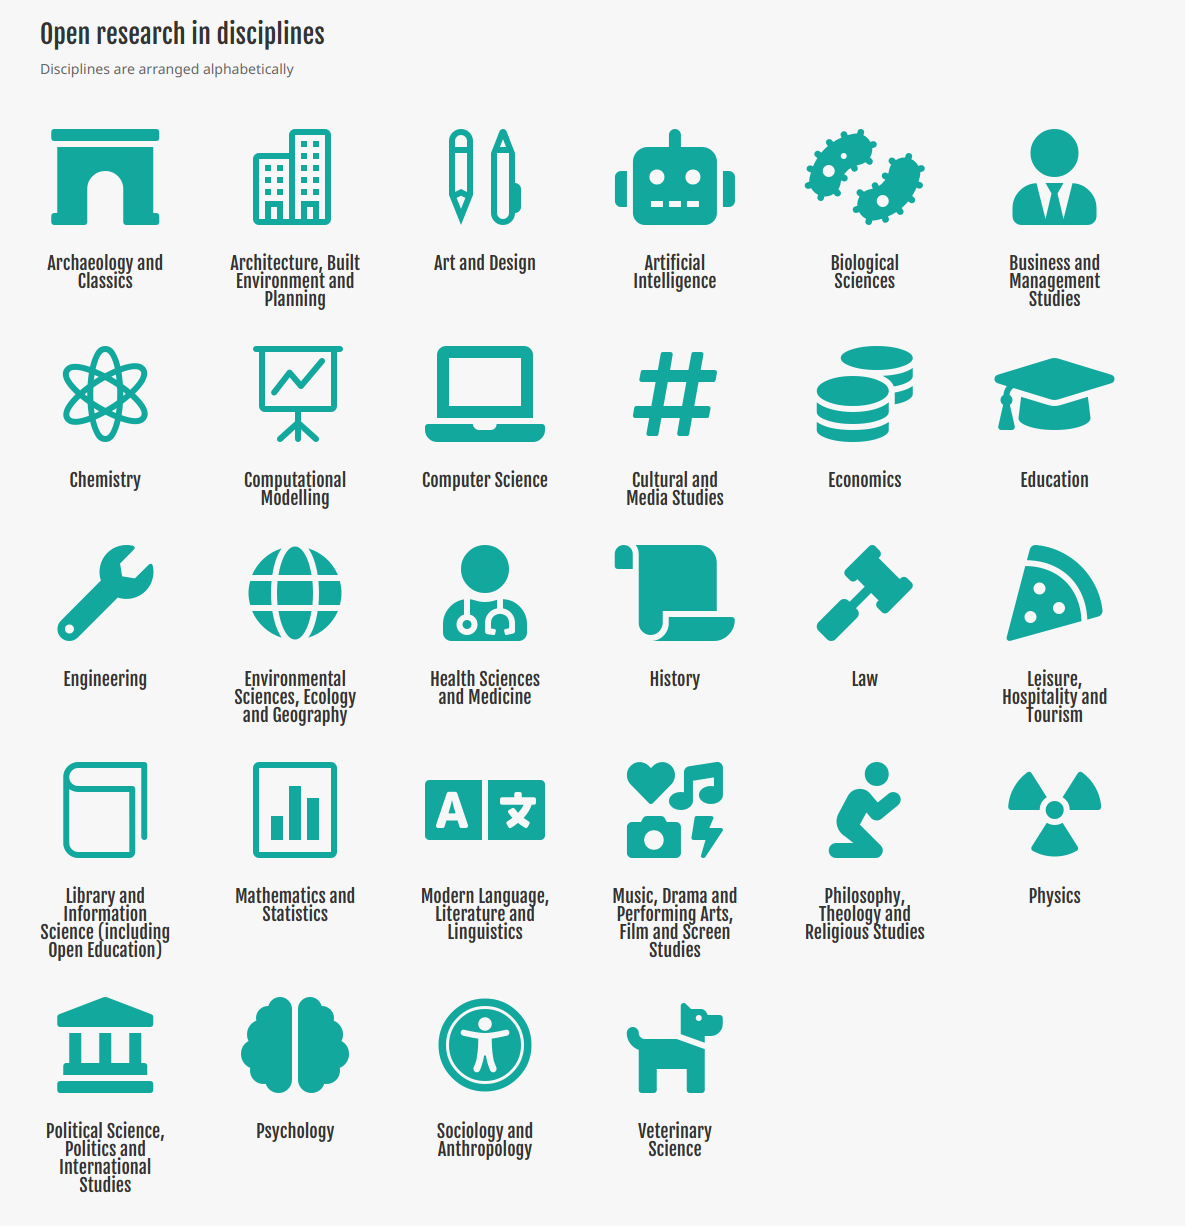 Open research in disciplines
Disciplines are arranged alphabetically
Archaeology and
Classics
Architecture, Built
Environment and
Planning
Art and Design
Artificial
Intelligence
Biological
Sciences
Business and
Management
Studies
Chemistry
Computational
Modelling
Computer Science
Cultural and
Media Studies
Economics
Education
Engineering
Environmental
Sciences, Ecology
and Geography
Health Sciences
and Medicine
History
Law
Leisure,
Hospitality and
Tourism
A 文
Library and
Information
Science (including
Open Education)
Mathematics and
Statistics
Modern Language,
Literature and
Linguistics
Music, Drama and
Performing Arts,
Film and Screen
Studies
Philosophy,
Theology and
Religious Studies
Physics
Political Science,
Politics and
International
Studies
Psychology
Sociology and
Anthropology
Veterinary
Science